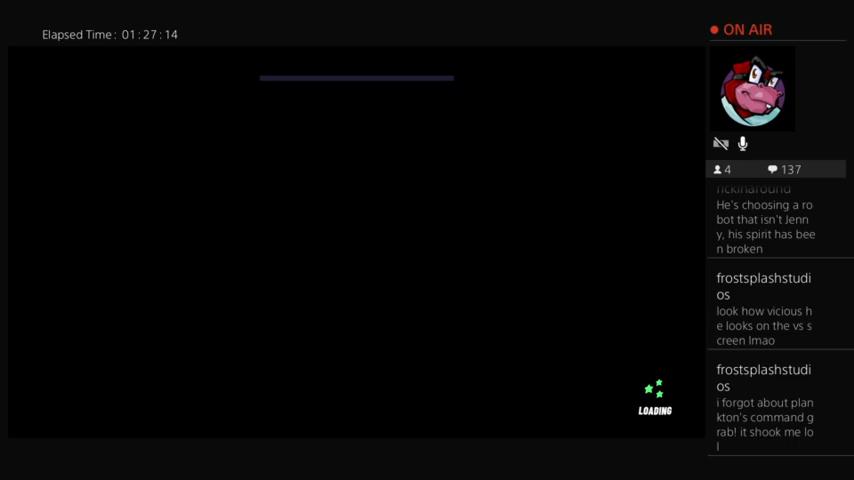 Elapsed Time: 01:27:14
ON AIR
4
137
rickinaround
He's choosing a ro
bot that isn't Jenn
y, his spirit has bee
n broken
frostsplashstudi
os
look how vicious h
e looks on the vs s
creen lmao
frostsplashstudi
os
i forgot about plan
kton's command g
rab! it shook me lo
l
LOADING